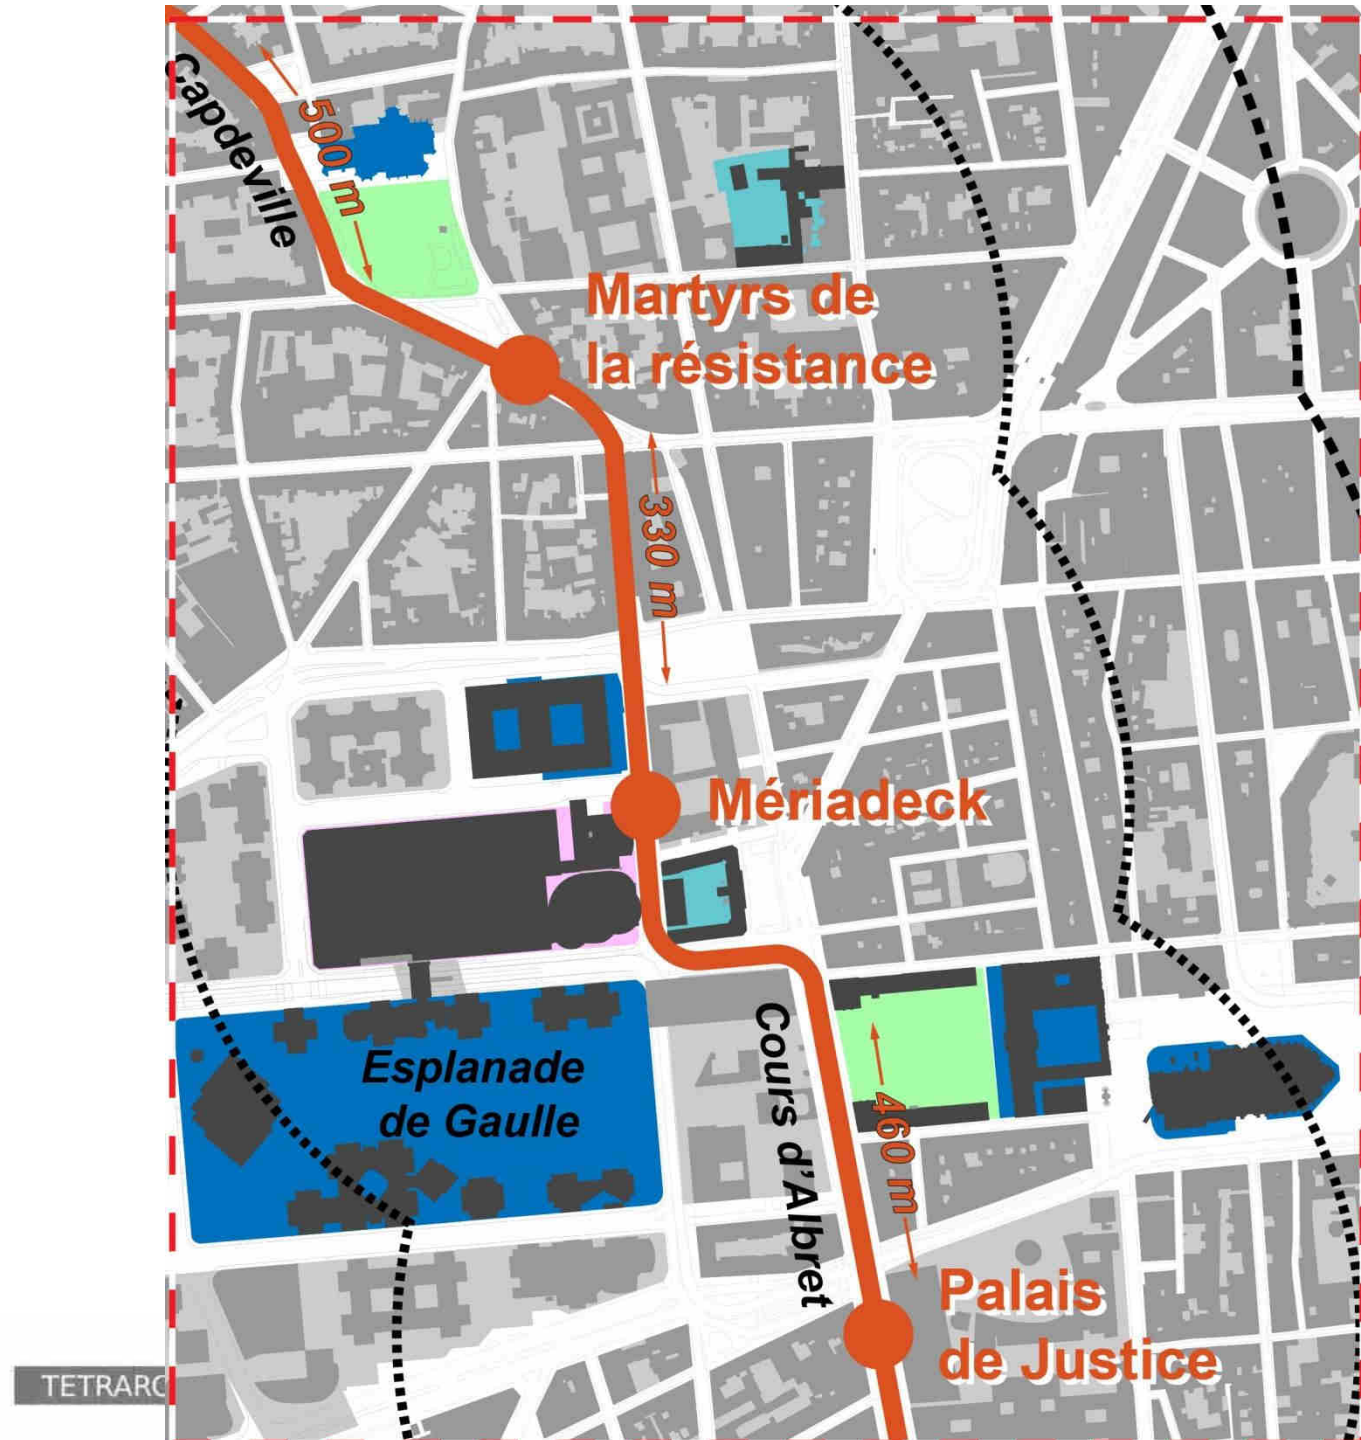 Capdeville
500 m
Martyrs de
la résistance
330 m
Mériadeck
Esplanade
de Gaulle
Cours d'Albret
460 m
Palais
de Justice
TETRARC